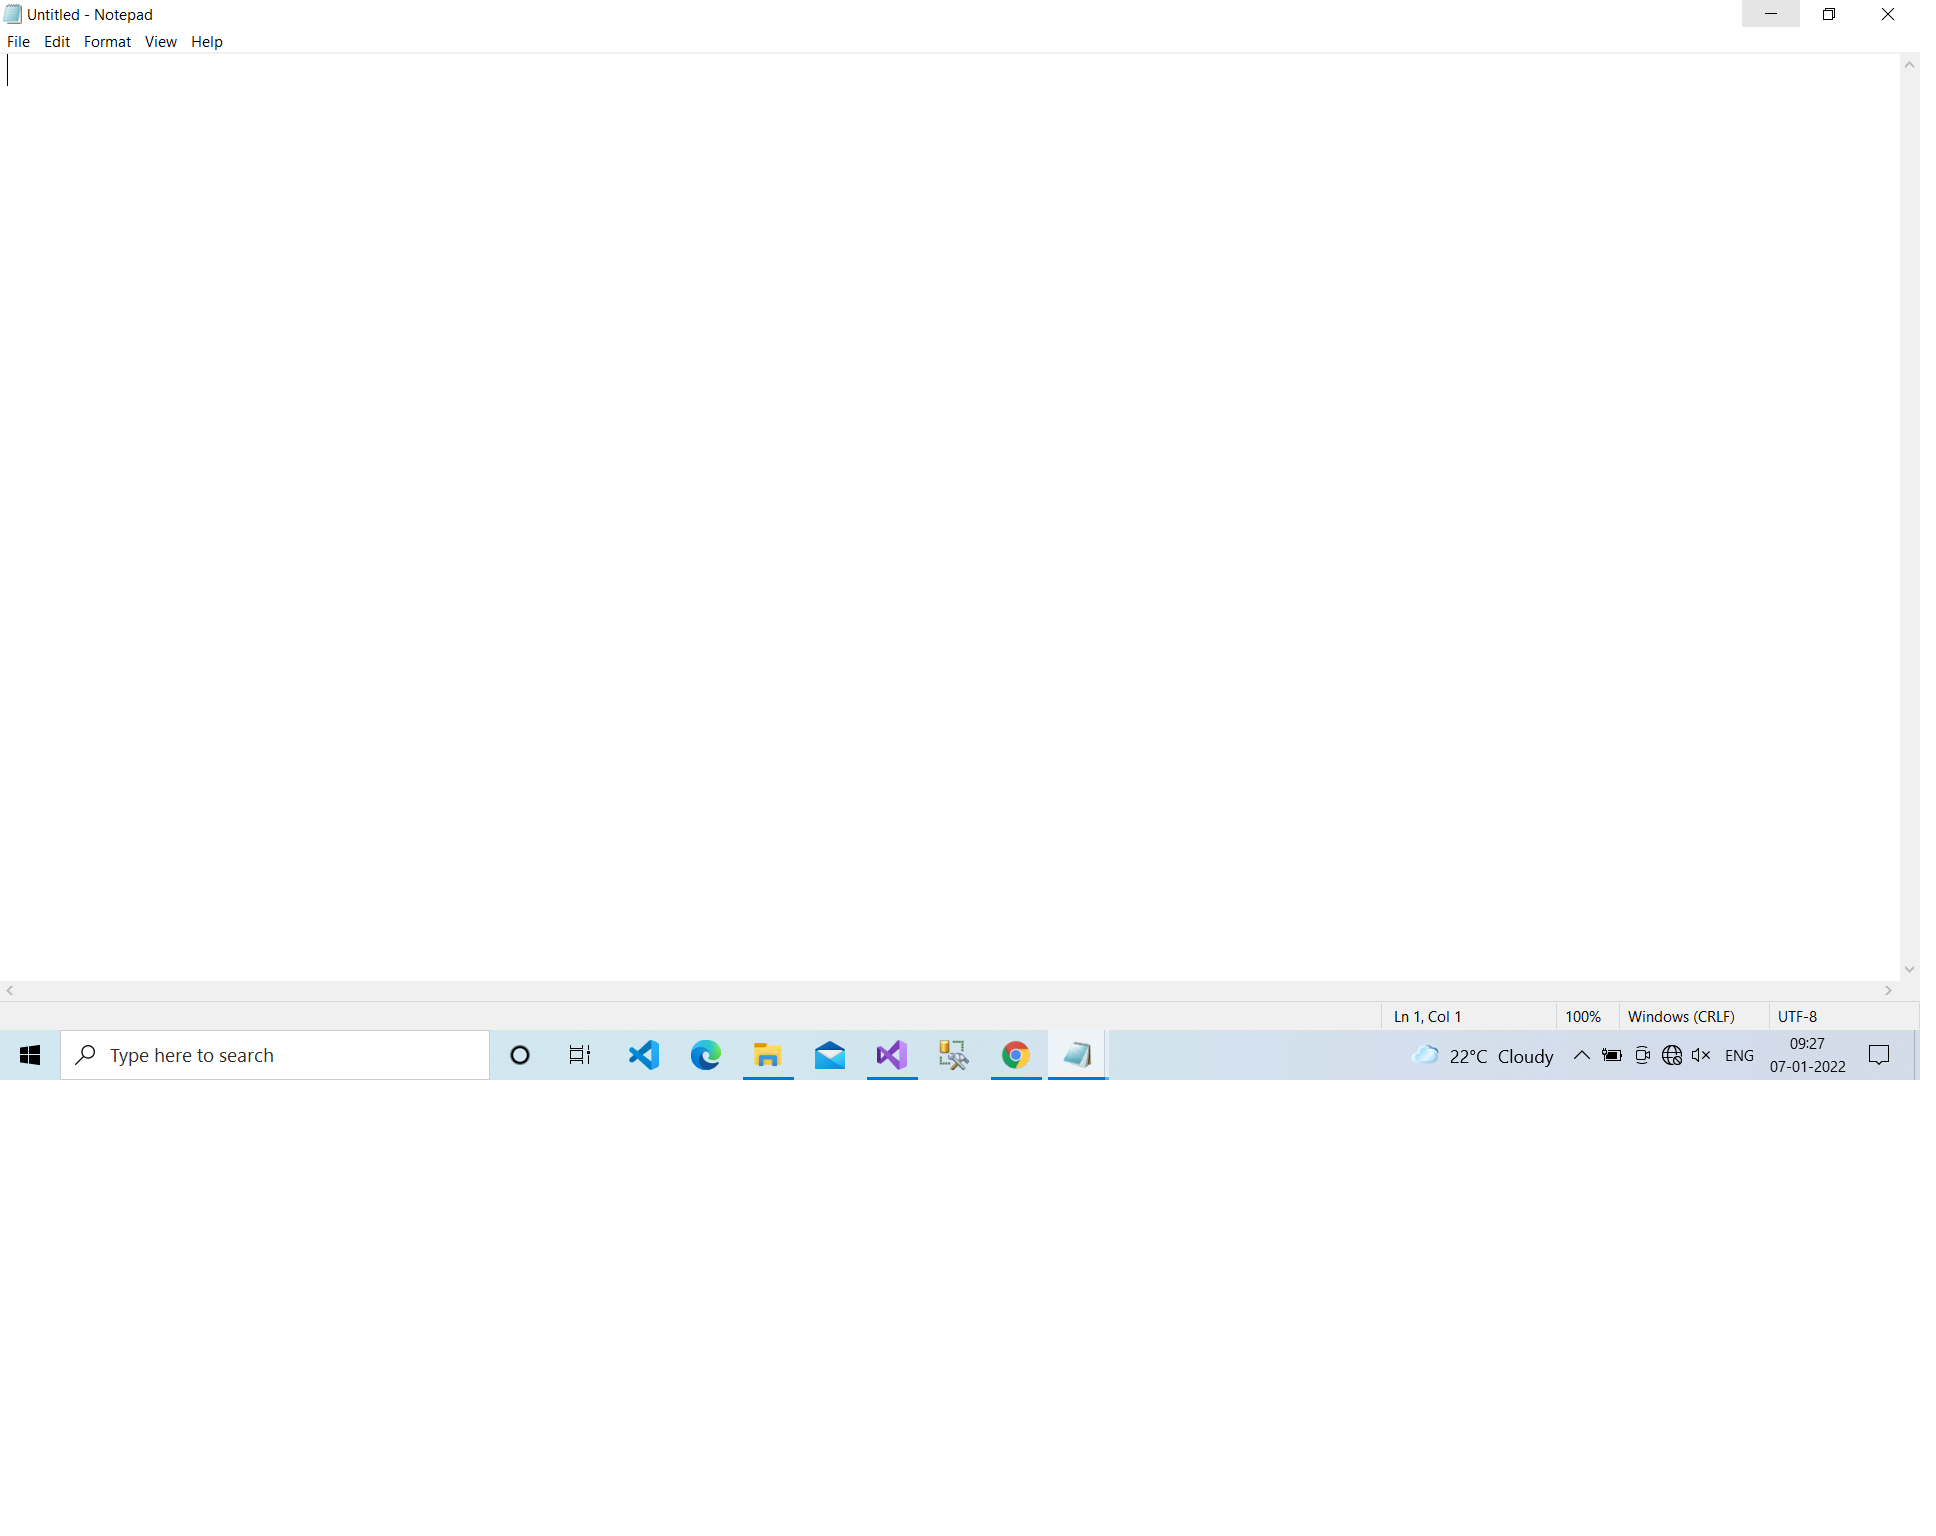 Untitled - Notepad
File Edit Format View Help
Ln 1, Col 1 100% Windows (CRLF) UTF-8
Type here to search 22°C Cloudy ENG 09:27
07-01-2022